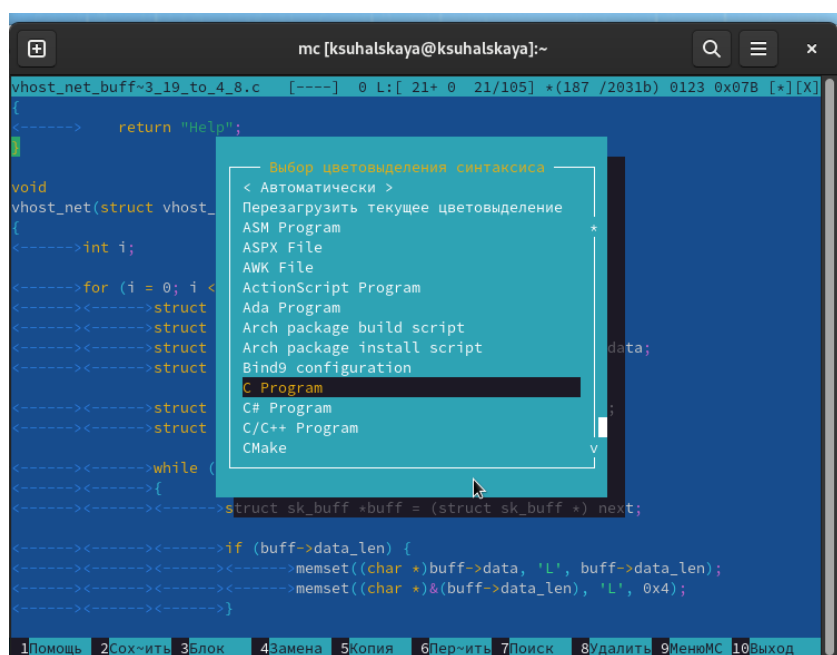 mc [ksuhalskaya@ksuhalskaya]:~
vhost_net_buff~3_19_to_4_8.c [----] 0 L:[ 21+ 0 21/105] *(187 /2031b) 0123 0x07B [*][X]
{
<------> return "Help";
}
void
vhost_net(struct vhost_
{
<------>int i;
<------>for (i = 0; i <
<------><------>struct
<------><------>struct
<------><------>struct data;
<------><------>struct
<------><------>struct ;
<------><------>struct
<------><------>while (
<------><------>{
<------><------><------>struct sk_buff *buff = (struct sk_buff *) next;
<------><------><------>if (buff->data_len) {
<------><------><------><------>memset((char *)buff->data, 'L', buff->data_len);
<------><------><------><------>memset((char *)&(buff->data_len), 'L', 0x4);
<------><------><------>}
Выбор цветовыделения синтаксиса
< Автоматически >
Перезагрузить текущее цветовыделение
ASM Program *
ASPX File
AWK File
ActionScript Program
Ada Program
Arch package build script
Arch package install script
Bind9 configuration
C Program
C# Program
C/C++ Program
CMake v
1Помощь 2Сох~ить 3Блок 4Замена 5Копия 6Пер~ить 7Поиск 8Удалить 9МенюMC 10Выход